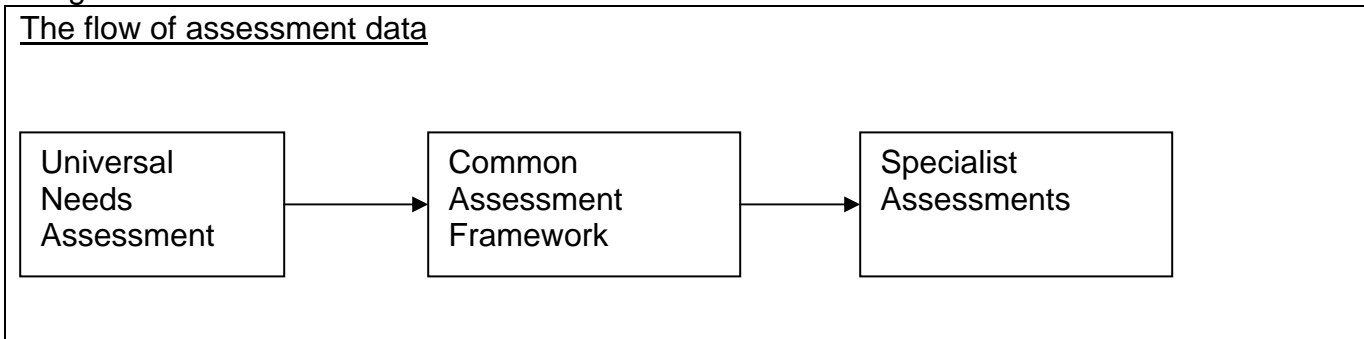 The flow of assessment data
Universal
Needs
Assessment
Common
Assessment
Framework
Specialist
Assessments